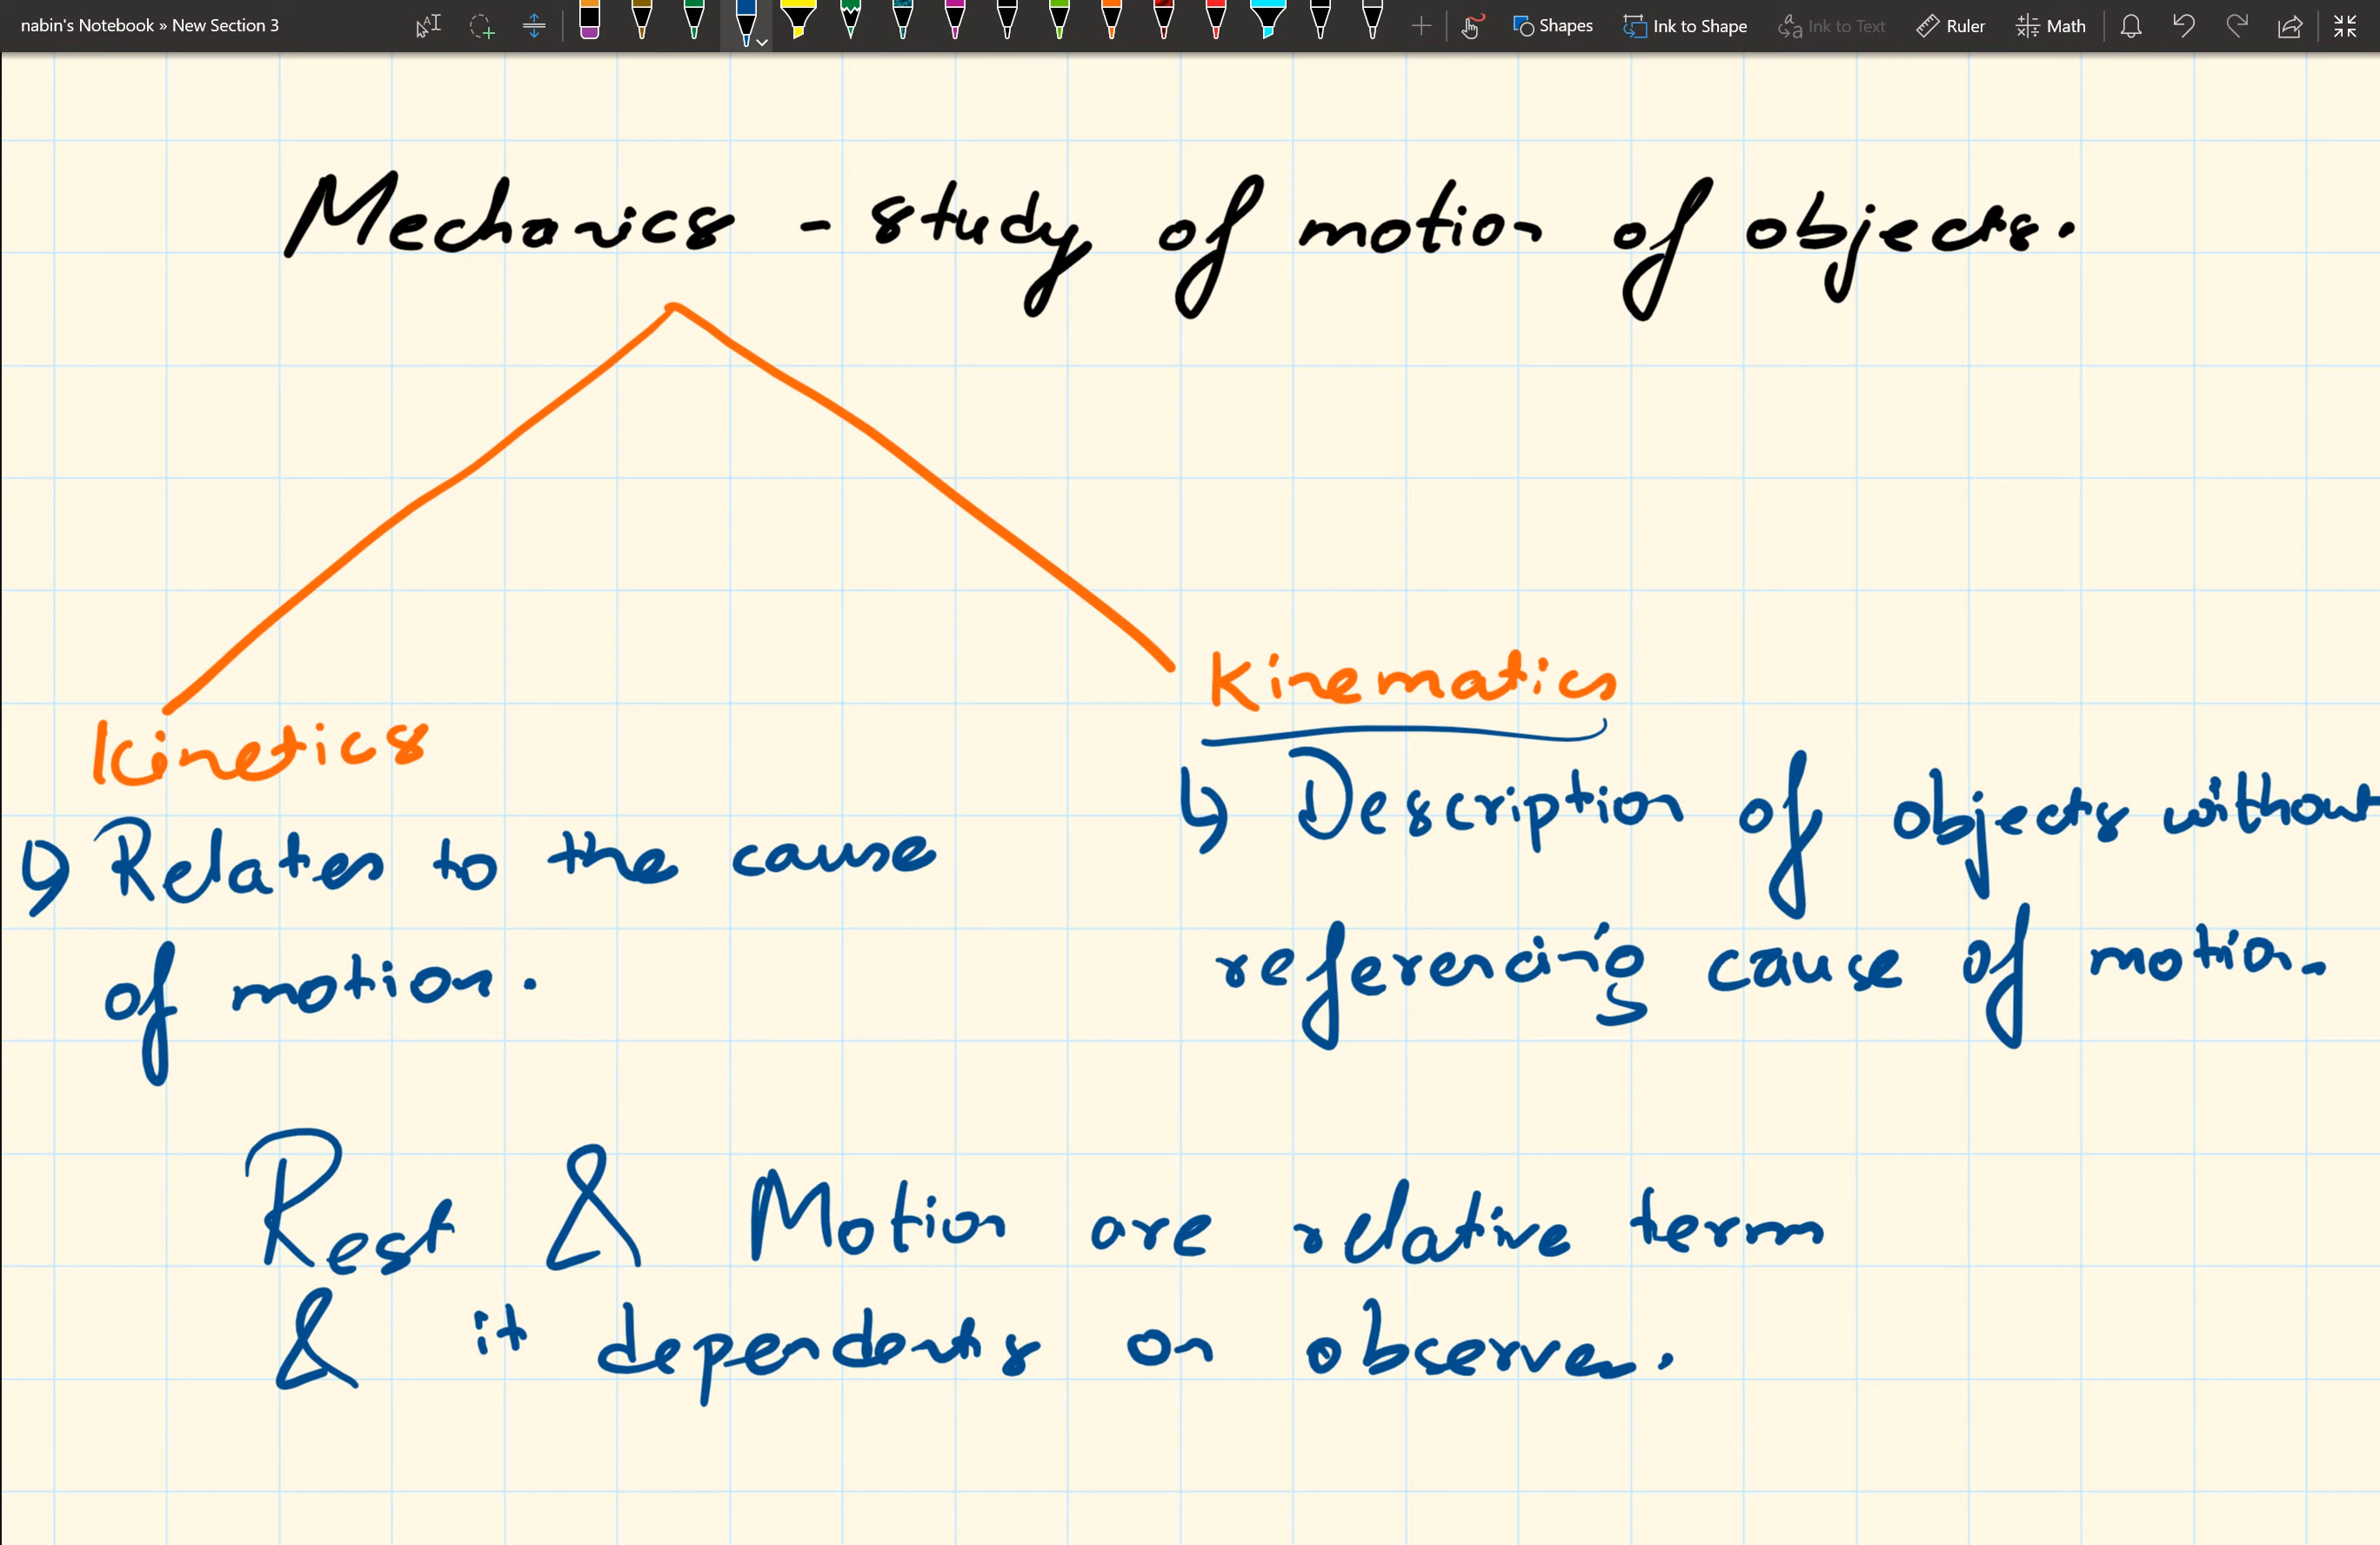 nabin's Notebook » New Section 3
Shapes
Ink to Shape
Ink to Text
Ruler
Math
Mechanics - study of motion of objects.
Kinematics
Kinetics
↳ Description of objects without
↳ Relates to the cause
referencing cause of motion.
of motion.
Rest & Motion are relative term
& it dependents on observer.